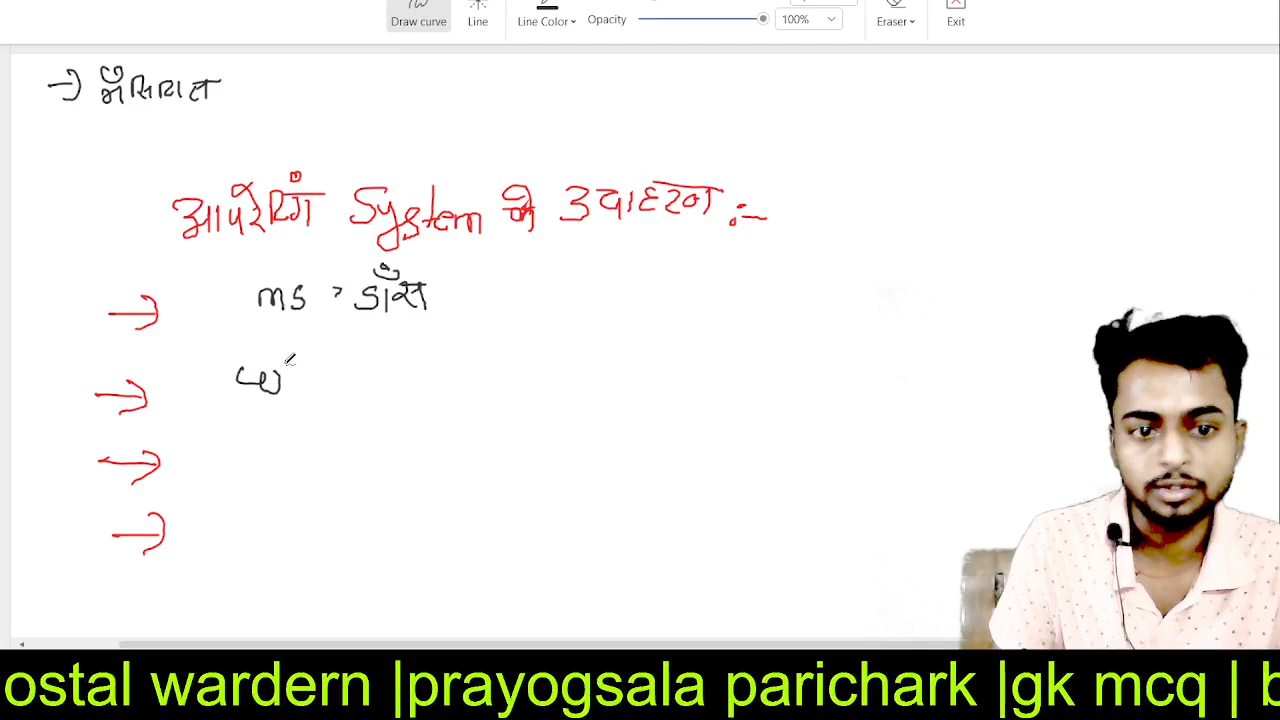 Draw curve Line Line Color Opacity 100% Eraser Exit
→
आपरेटिंग System के उदाहरण :-
→ MS डॉस
→
→
→
ostal wardern |prayogsala parichark |gk mcq | b